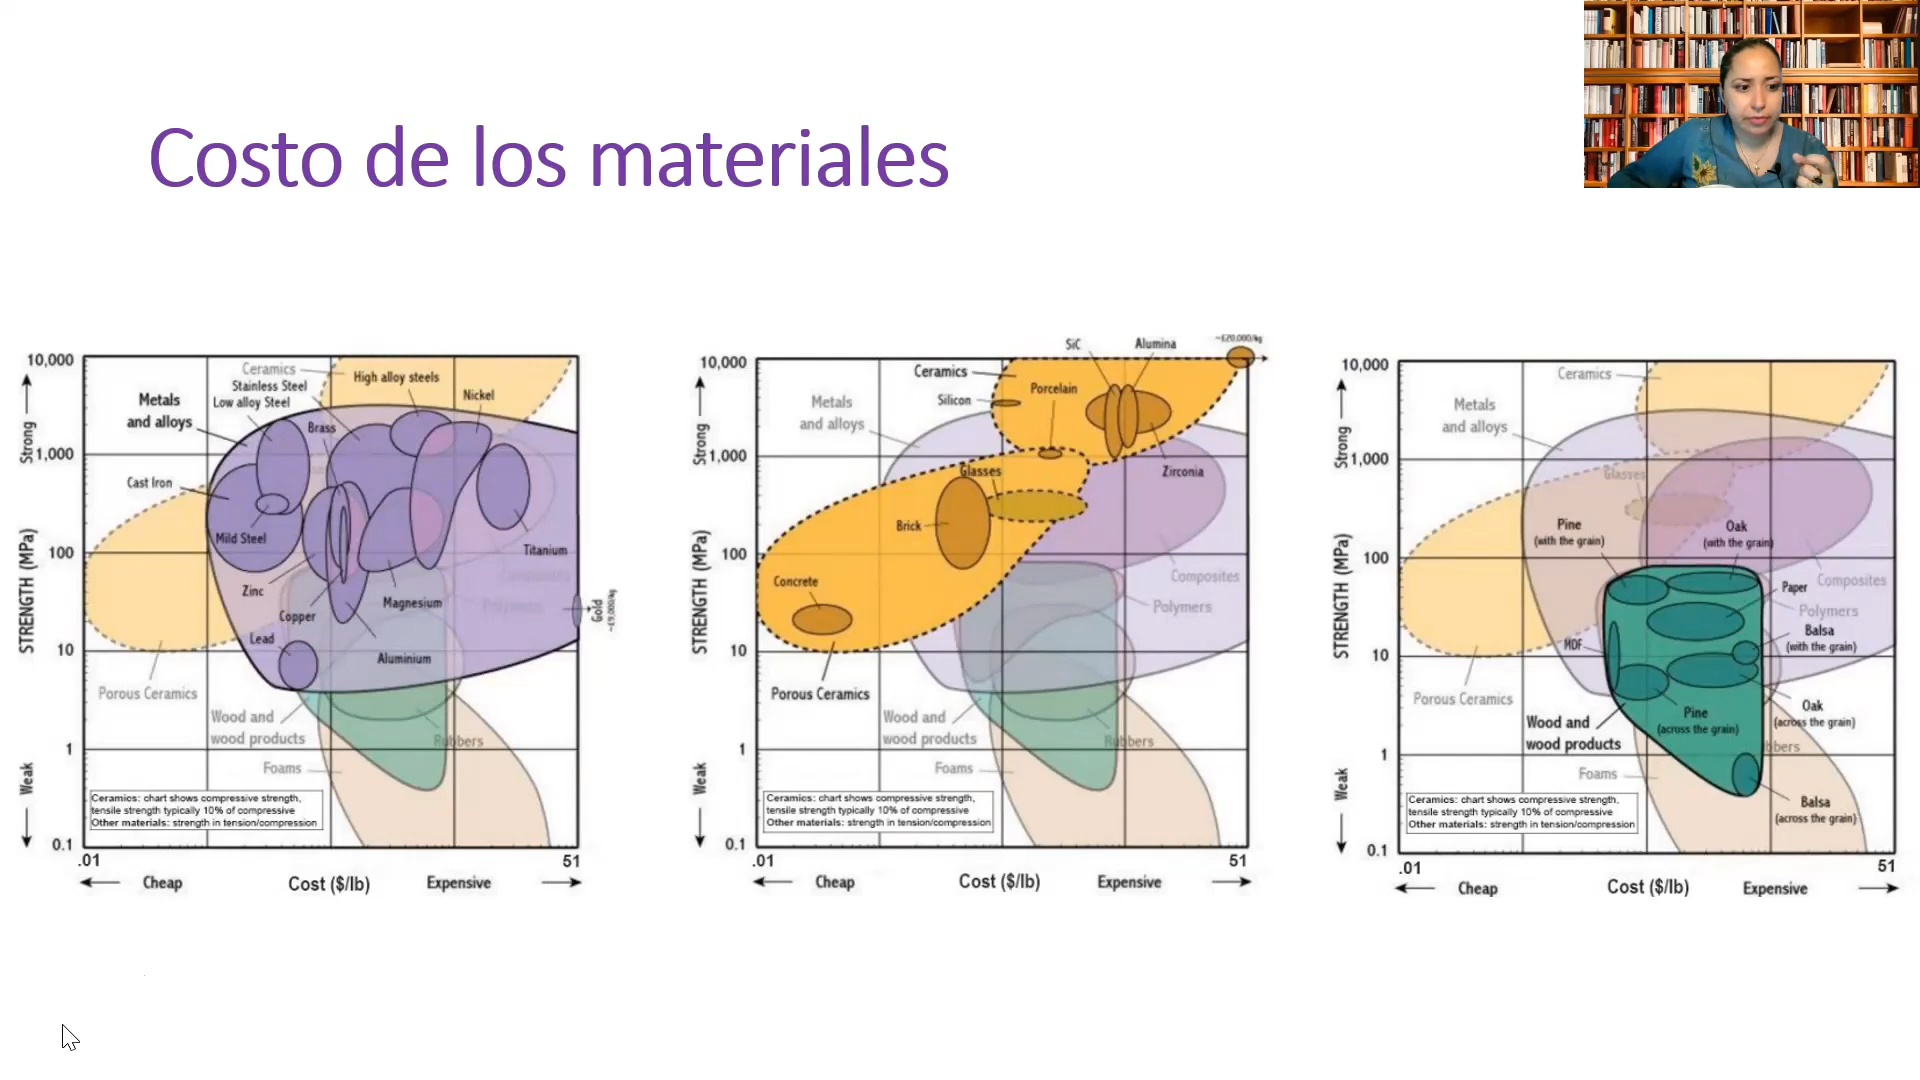 Costo de los materiales
10,000
1,000
100
10
1
0.1
Strong
STRENGTH (MPa)
Weak
Ceramics
Stainless Steel
Low alloy Steel
High alloy steels
Metals
and alloys
Nickel
Brass
Cast Iron
Mild Steel
Titanium
Zinc
Composites
Copper
Magnesium
Polymers
Gold
Lead
Aluminium
Porous Ceramics
Wood and
wood products
Rubbers
Foams
Ceramics: chart shows compressive strength,
tensile strength typically 10% of compressive
Other materials: strength in tension/compression
.01
51
Cheap
Cost ($/lb)
Expensive
10,000
1,000
100
10
1
0.1
Strong
STRENGTH (MPa)
Weak
~£20,000/kg
SiC
Alumina
Ceramics
Porcelain
Silicon
Metals
and alloys
Glasses
Zirconia
Brick
Concrete
Composites
Polymers
Porous Ceramics
Wood and
wood products
Rubbers
Foams
Ceramics: chart shows compressive strength,
tensile strength typically 10% of compressive
Other materials: strength in tension/compression
.01
51
Cheap
Cost ($/lb)
Expensive
10,000
1,000
100
10
1
0.1
Strong
STRENGTH (MPa)
Weak
Ceramics
Metals
and alloys
Glasses
Pine
(with the grain)
Oak
(with the grain)
Paper
Composites
Polymers
Balsa
(with the grain)
MDF
Porous Ceramics
Oak
(across the grain)
Pine
(across the grain)
Wood and
wood products
Foams
Balsa
(across the grain)
Ceramics: chart shows compressive strength,
tensile strength typically 10% of compressive
Other materials: strength in tension/compression
.01
51
Cheap
Cost ($/lb)
Expensive